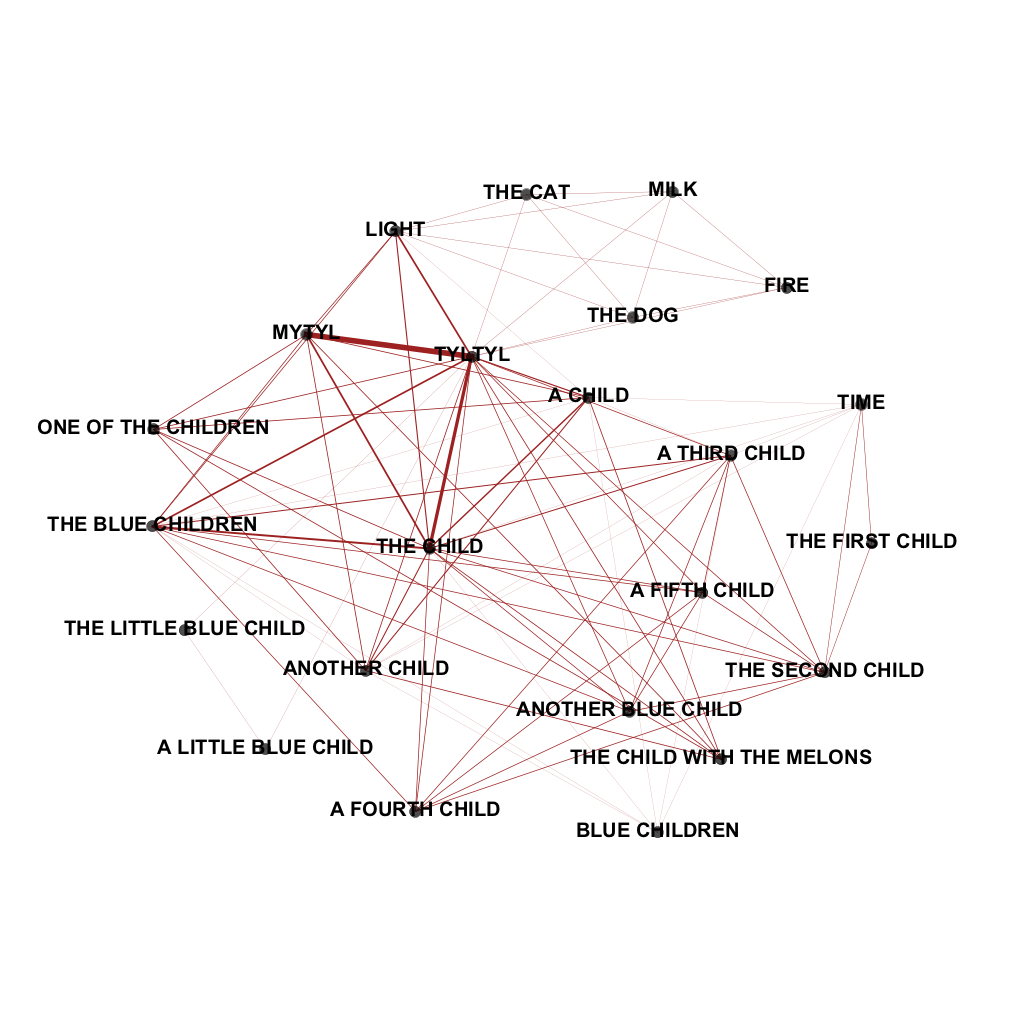 THE CAT
MILK
LIGHT
FIRE
THE DOG
MYTYL
TYLTYL
A CHILD
TIME
ONE OF THE CHILDREN
A THIRD CHILD
THE BLUE CHILDREN
THE CHILD
THE FIRST CHILD
A FIFTH CHILD
THE LITTLE BLUE CHILD
ANOTHER CHILD
THE SECOND CHILD
ANOTHER BLUE CHILD
A LITTLE BLUE CHILD
THE CHILD WITH THE MELONS
A FOURTH CHILD
BLUE CHILDREN